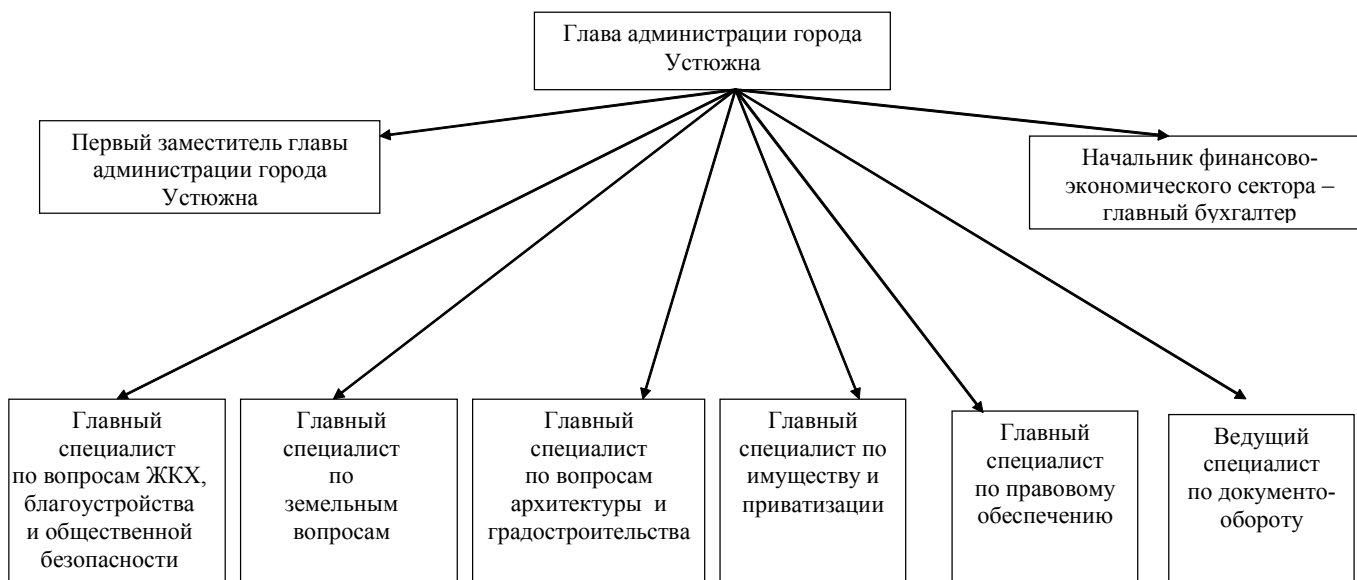 Глава администрации города
Устюжна
Первый заместитель главы
администрации города
Устюжна
Начальник финансово-
экономического сектора –
главный бухгалтер
Главный
специалист
по вопросам ЖКХ,
благоустройства
и общественной
безопасности
Главный
специалист
по
земельным
вопросам
Главный
специалист
по вопросам
архитектуры и
градостроительства
Главный
специалист по
имуществу и
приватизации
Главный
специалист
по правовому
обеспечению
Ведущий
специалист
по документо-
обороту